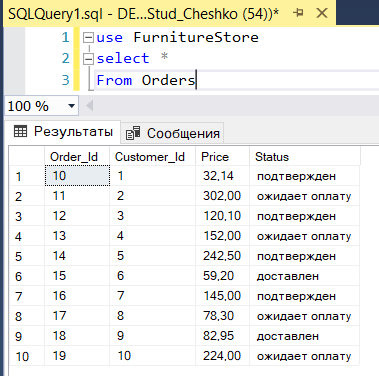 SQLQuery1.sql - DE...Stud_Cheshko (54))*
1 use FurnitureStore
2 select *
3 From Orders
100 %
Результаты Сообщения
Order_Id Customer_Id Price Status
1 10 1 32,14 подтвержден
2 11 2 302,00 ожидает оплату
3 12 3 120,10 подтвержден
4 13 4 152,00 ожидает оплату
5 14 5 242,50 подтвержден
6 15 6 59,20 доставлен
7 16 7 145,00 подтвержден
8 17 8 78,30 ожидает оплату
9 18 9 82,95 доставлен
10 19 10 224,00 ожидает оплату